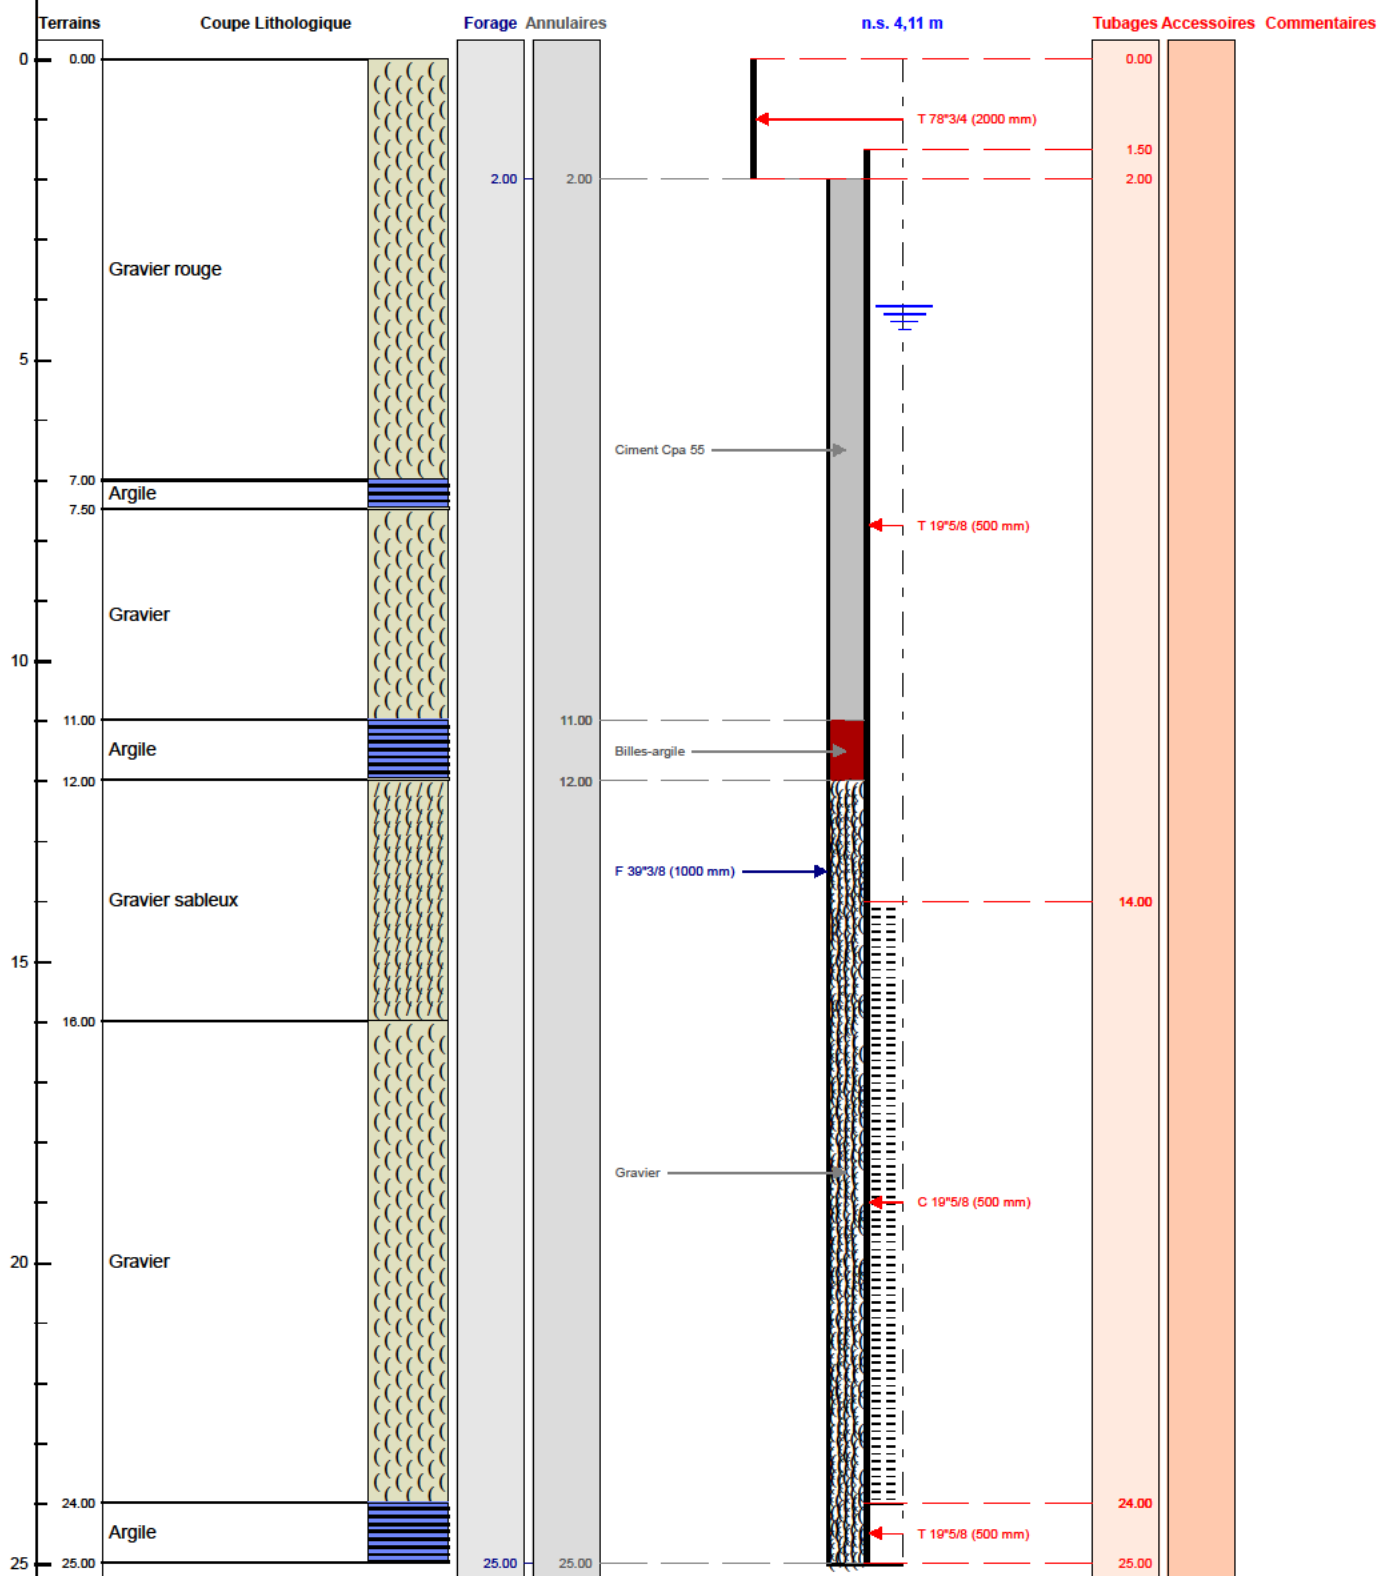 Terrains Coupe Lithologique Forage Annulaires n.s. 4,11 m Tubages Accessoires Commentaires
0 0.00 0.00
T 78"3/4 (2000 mm)
1.50
2.00 2.00 2.00
Gravier rouge
5
Ciment Cpa 55
7.00
Argile
7.50
T 19"5/8 (500 mm)
Gravier
10
11.00 11.00
Argile
Billes-argile
12.00 12.00
F 39"3/8 (1000 mm)
Gravier sableux
14.00
15
16.00
Gravier
C 19"5/8 (500 mm)
20
Gravier
24.00 24.00
Argile
T 19"5/8 (500 mm)
25 25.00 25.00 25.00 25.00